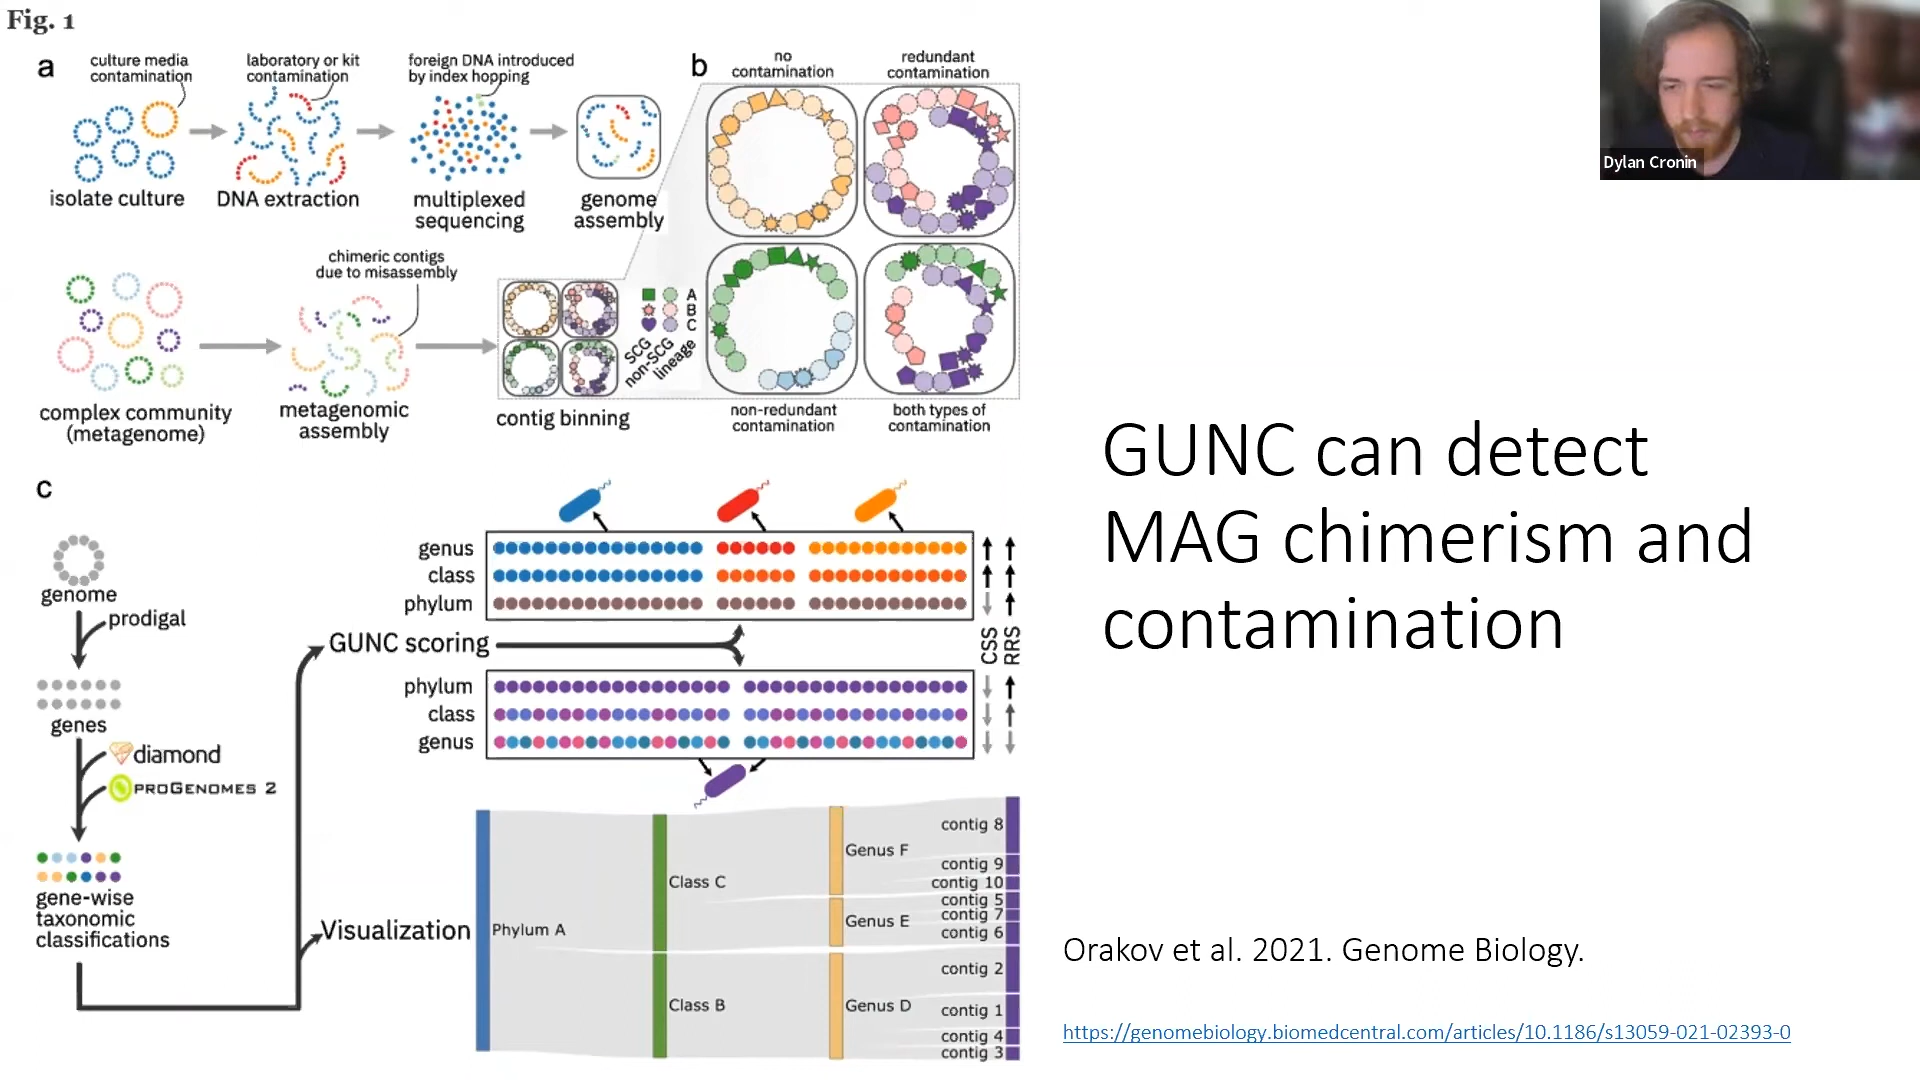 Fig. 1
a
culture media
contamination
laboratory or kit
contamination
foreign DNA introduced
by index hopping
isolate culture
DNA extraction
multiplexed
sequencing
genome
assembly
chimeric contigs
due to misassembly
complex community
(metagenome)
metagenomic
assembly
contig binning
b
no
contamination
redundant
contamination
A
B
C
SCG
non-SCG
lineage
non-redundant
contamination
both types of
contamination
c
genome
prodigal
genes
diamond
PROGENOMES 2
gene-wise
taxonomic
classifications
GUNC scoring
genus
class
phylum
CSS
RRS
phylum
class
genus
Visualization
Phylum A
Class C
Class B
Genus F
Genus E
Genus D
contig 8
contig 9
contig 10
contig 5
contig 7
contig 6
contig 2
contig 1
contig 4
contig 3
Dylan Cronin
GUNC can detect
MAG chimerism and
contamination
Orakov et al. 2021. Genome Biology.
https://genomebiology.biomedcentral.com/articles/10.1186/s13059-021-02393-0